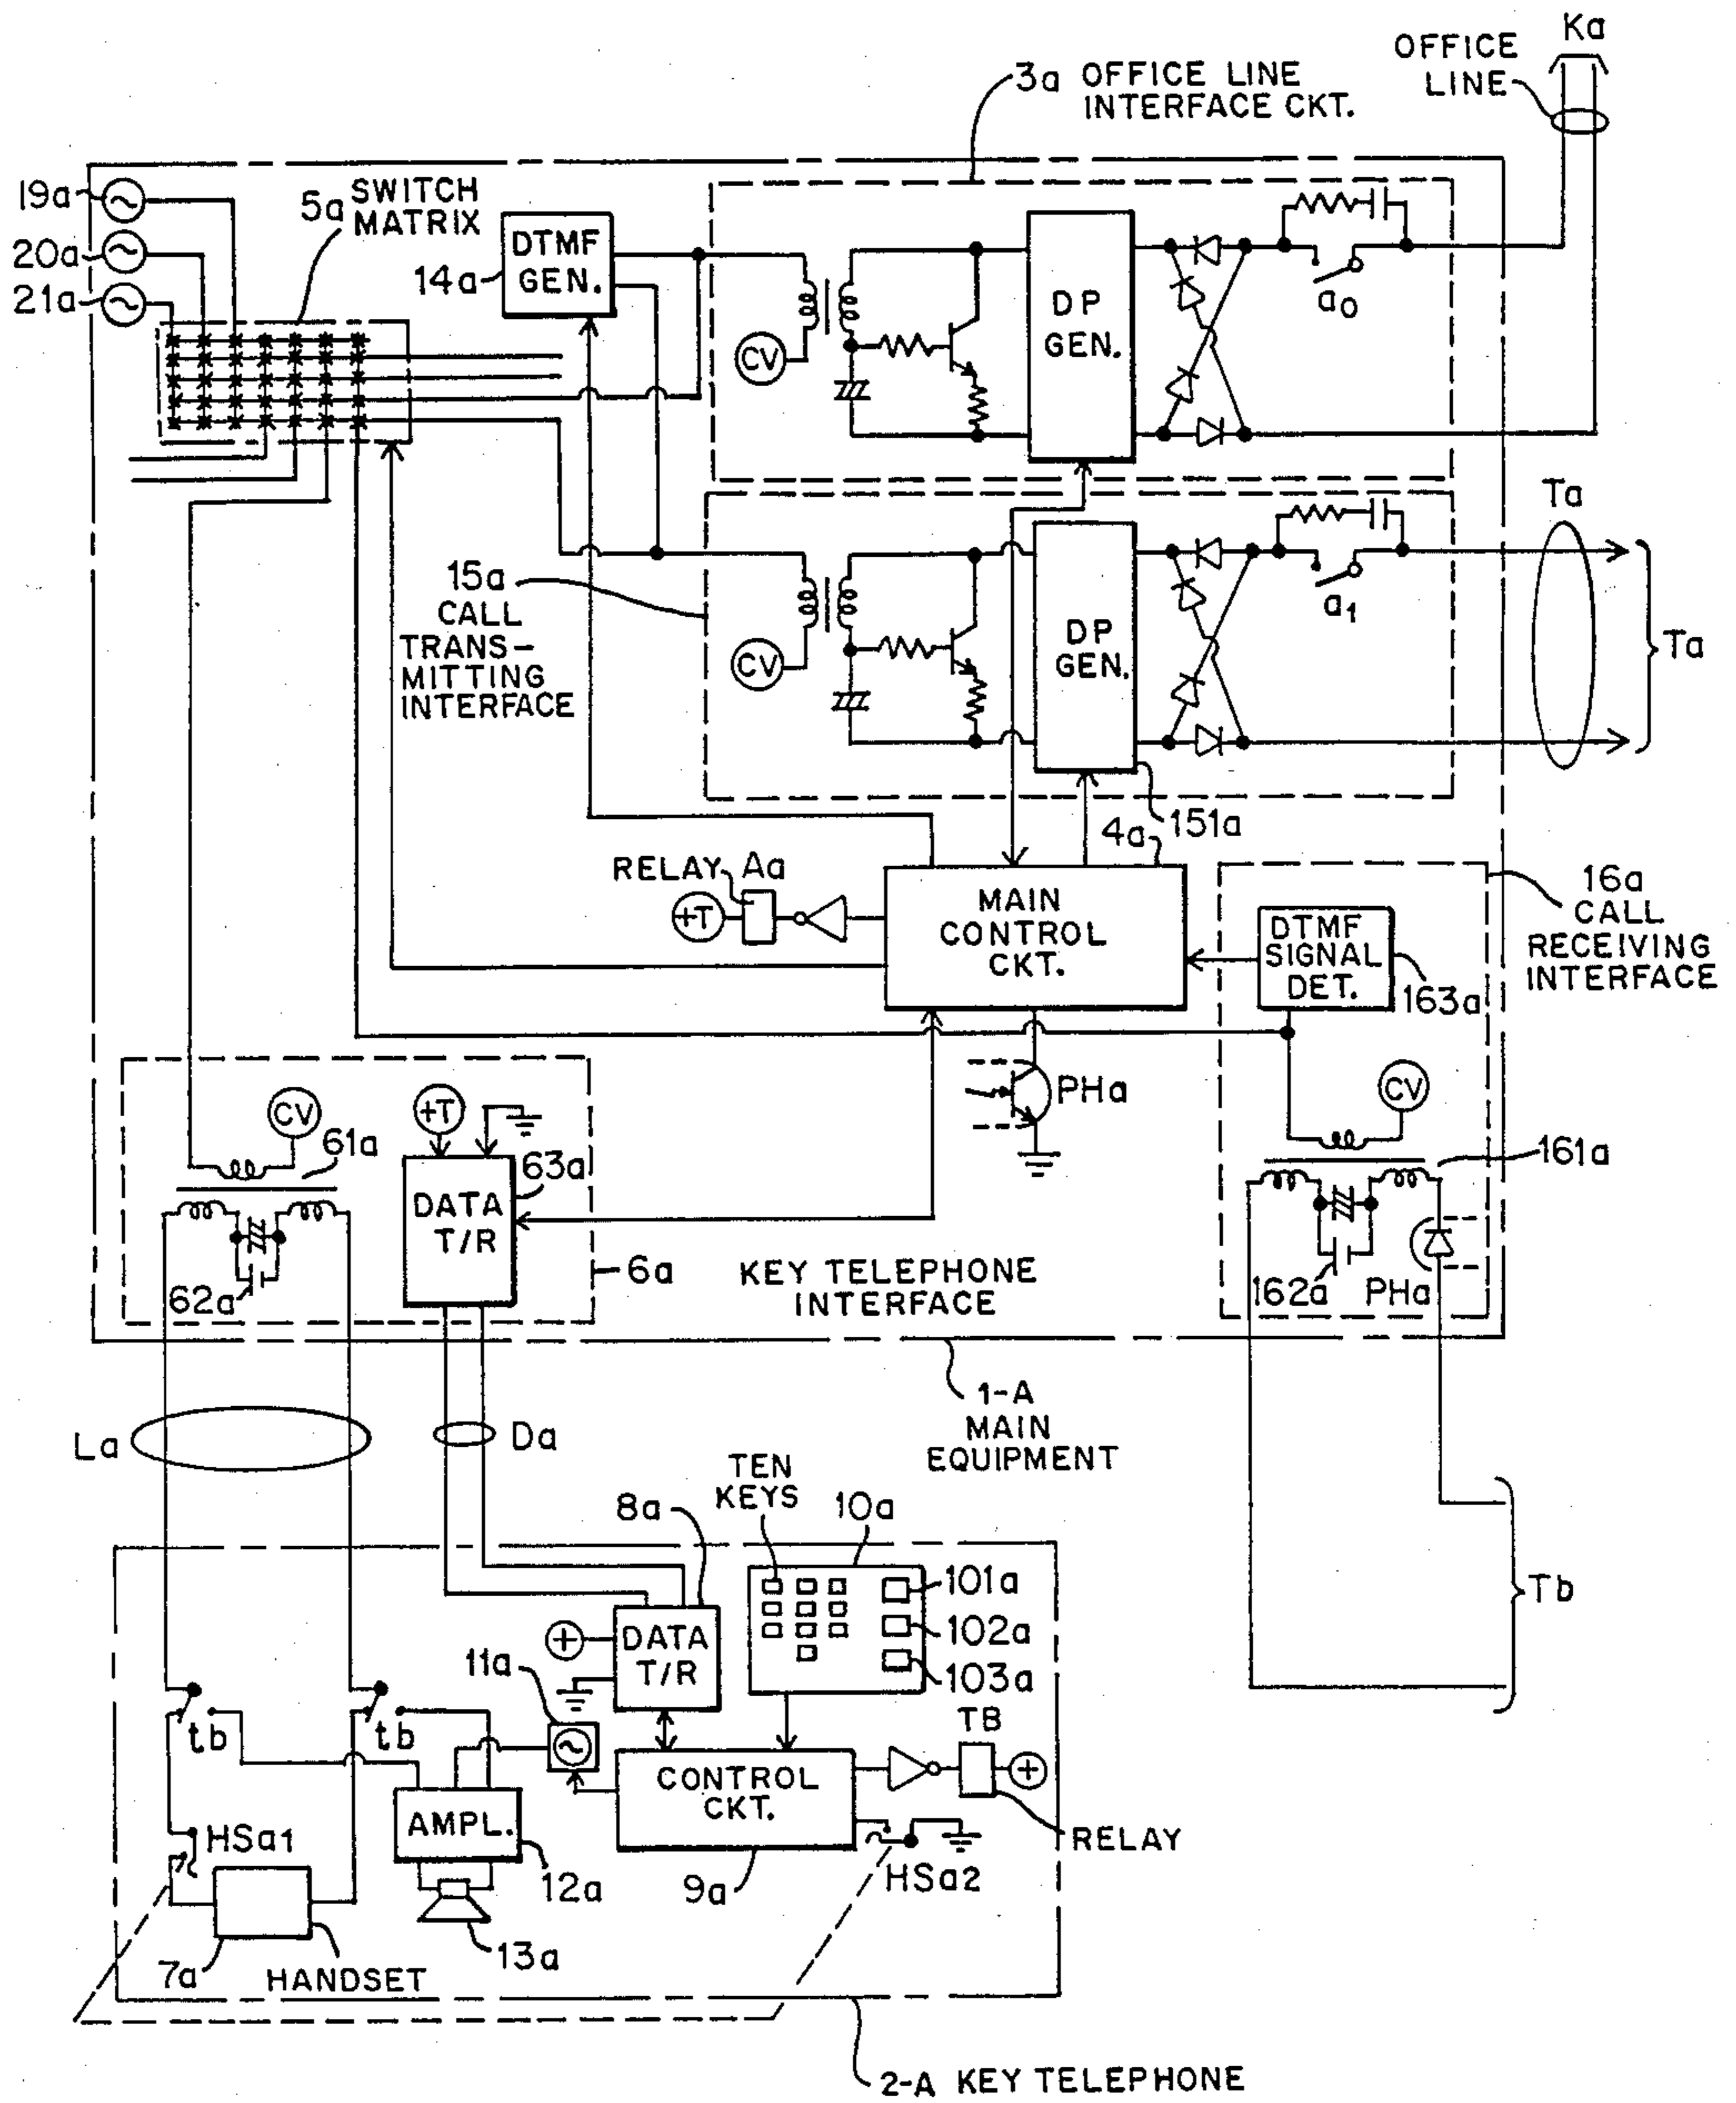 Ka
OFFICE
LINE
3a OFFICE LINE
INTERFACE CKT.
19a
20a
21a
5a SWITCH
MATRIX
14a
DTMF
GEN.
CV
DP
GEN.
a0
Ta
15a
CALL
TRANS-
MITTING
INTERFACE
CV
DP
GEN.
a1
Ta
151a
4a
RELAY Aa
+T
MAIN
CONTROL
CKT.
16a
CALL
RECEIVING
INTERFACE
DTMF
SIGNAL
DET.
163a
PHa
CV
161a
162a
PHa
CV
61a
62a
+T
63a
DATA
T/R
6a
KEY TELEPHONE
INTERFACE
1-A
MAIN
EQUIPMENT
La
Da
TEN
KEYS
8a
10a
101a
102a
103a
Tb
+
DATA
T/R
11a
tb
tb
TB
+
CONTROL
CKT.
AMPL.
RELAY
HSa1
12a
9a
HSa2
7a
HANDSET
13a
2-A KEY TELEPHONE